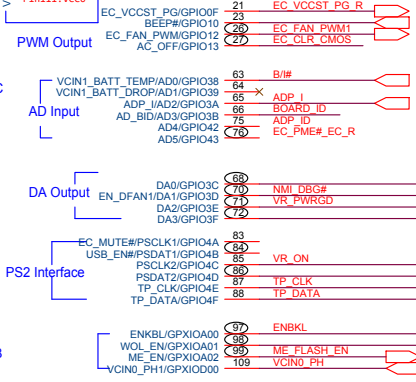 EC_VCCST_PG/GPIO0F 21 EC_VCCST_PG_R
BEEP#/GPIO10 23
EC_FAN_PWM/GPIO12 26 EC_FAN_PWM1
AC_OFF/GPIO13 27 EC_CLR_CMOS
PWM Output
VCIN1_BATT_TEMP/AD0/GPIO38 63 B/I#
VCIN1_BATT_DROP/AD1/GPIO39 64
ADP_I/AD2/GPIO3A 65 ADP_I
AD_BID/AD3/GPIO3B 66 BOARD_ID
AD4/GPIO42 75 ADP_ID
AD5/GPIO43 76 EC_PME#_EC_R
AD Input
DA0/GPIO3C 68
EN_DFAN1/DA1/GPIO3D 70 NMI_DBG#
DA2/GPIO3E 71 VR_PWRGD
DA3/GPIO3F 72
DA Output
EC_MUTE#/PSCLK1/GPIO4A 83
USB_EN#/PSDAT1/GPIO4B 84
PSCLK2/GPIO4C 85 VR_ON
PSDAT2/GPIO4D 86
TP_CLK/GPIO4E 87 TP_CLK
TP_DATA/GPIO4F 88 TP_DATA
PS2 Interface
ENKBL/GPXIOA00 97 ENBKL
WOL_EN/GPXIOA01 98
ME_EN/GPXIOA02 99 ME_FLASH_EN
VCIN0_PH1/GPXIOD00 109 VCIN0_PH